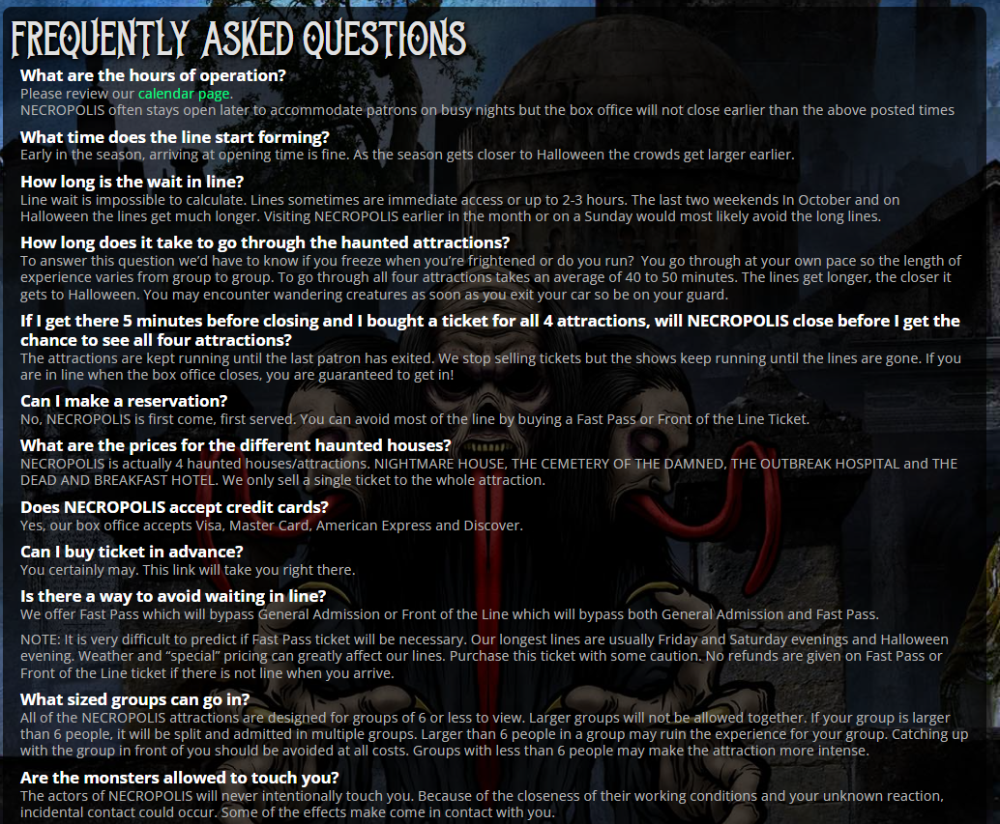 FREQUENTLY ASKED QUESTIONS
What are the hours of operation?
Please review our calendar page.
NECROPOLIS often stays open later to accommodate patrons on busy nights but the box office will not close earlier than the above posted times
What time does the line start forming?
Early in the season, arriving at opening time is fine. As the season gets closer to Halloween the crowds get larger earlier.
How long is the wait in line?
Line wait is impossible to calculate. Lines sometimes are immediate access or up to 2-3 hours. The last two weekends In October and on
Halloween the lines get much longer. Visiting NECROPOLIS earlier in the month or on a Sunday would most likely avoid the long lines.
How long does it take to go through the haunted attractions?
To answer this question we'd have to know if you freeze when you're frightened or do you run?  You go through at your own pace so the length of
experience varies from group to group. To go through all four attractions takes an average of 40 to 50 minutes. The lines get longer, the closer it
gets to Halloween. You may encounter wandering creatures as soon as you exit your car so be on your guard.
If I get there 5 minutes before closing and I bought a ticket for all 4 attractions, will NECROPOLIS close before I get the
chance to see all four attractions?
The attractions are kept running until the last patron has exited. We stop selling tickets but the shows keep running until the lines are gone. If you
are in line when the box office closes, you are guaranteed to get in!
Can I make a reservation?
No, NECROPOLIS is first come, first served. You can avoid most of the line by buying a Fast Pass or Front of the Line Ticket.
What are the prices for the different haunted houses?
NECROPOLIS is actually 4 haunted houses/attractions. NIGHTMARE HOUSE, THE CEMETERY OF THE DAMNED, THE OUTBREAK HOSPITAL and THE
DEAD AND BREAKFAST HOTEL. We only sell a single ticket to the whole attraction.
Does NECROPOLIS accept credit cards?
Yes, our box office accepts Visa, Master Card, American Express and Discover.
Can I buy ticket in advance?
You certainly may. This link will take you right there.
Is there a way to avoid waiting in line?
We offer Fast Pass which will bypass General Admission or Front of the Line which will bypass both General Admission and Fast Pass.
NOTE: It is very difficult to predict if Fast Pass ticket will be necessary. Our longest lines are usually Friday and Saturday evenings and Halloween
evening. Weather and “special” pricing can greatly affect our lines. Purchase this ticket with some caution. No refunds are given on Fast Pass or
Front of the Line ticket if there is not line when you arrive.
What sized groups can go in?
All of the NECROPOLIS attractions are designed for groups of 6 or less to view. Larger groups will not be allowed together. If your group is larger
than 6 people, it will be split and admitted in multiple groups. Larger than 6 people in a group may ruin the experience for your group. Catching up
with the group in front of you should be avoided at all costs. Groups with less than 6 people may make the attraction more intense.
Are the monsters allowed to touch you?
The actors of NECROPOLIS will never intentionally touch you. Because of the closeness of their working conditions and your unknown reaction,
incidental contact could occur. Some of the effects make come in contact with you.